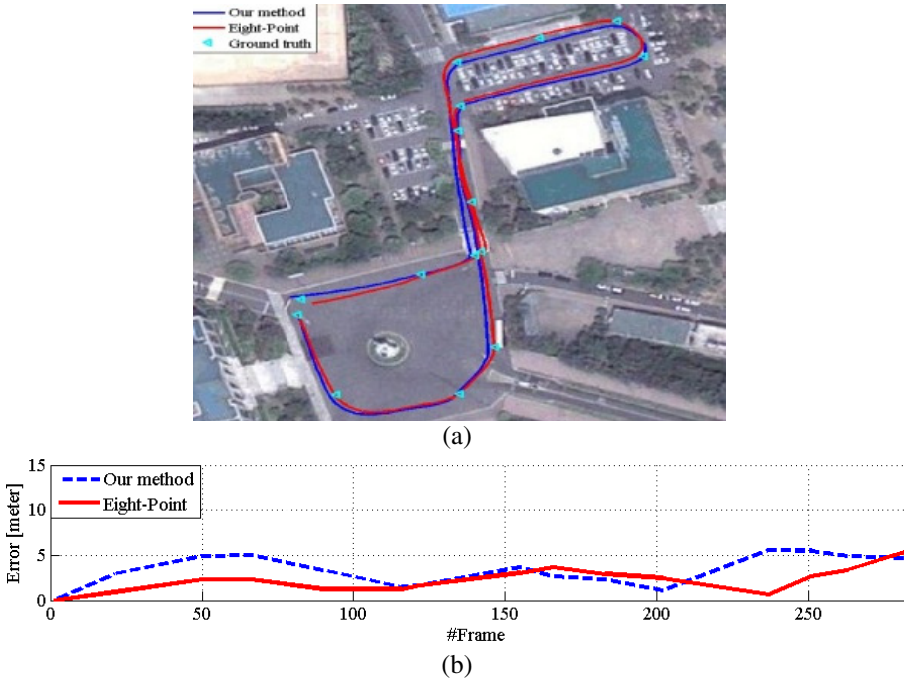 Our method
Eight-Point
Ground truth
(a)
15
10
5
0
Error [meter]
Our method
Eight-Point
0 50 100 150 200 250
#Frame
(b)